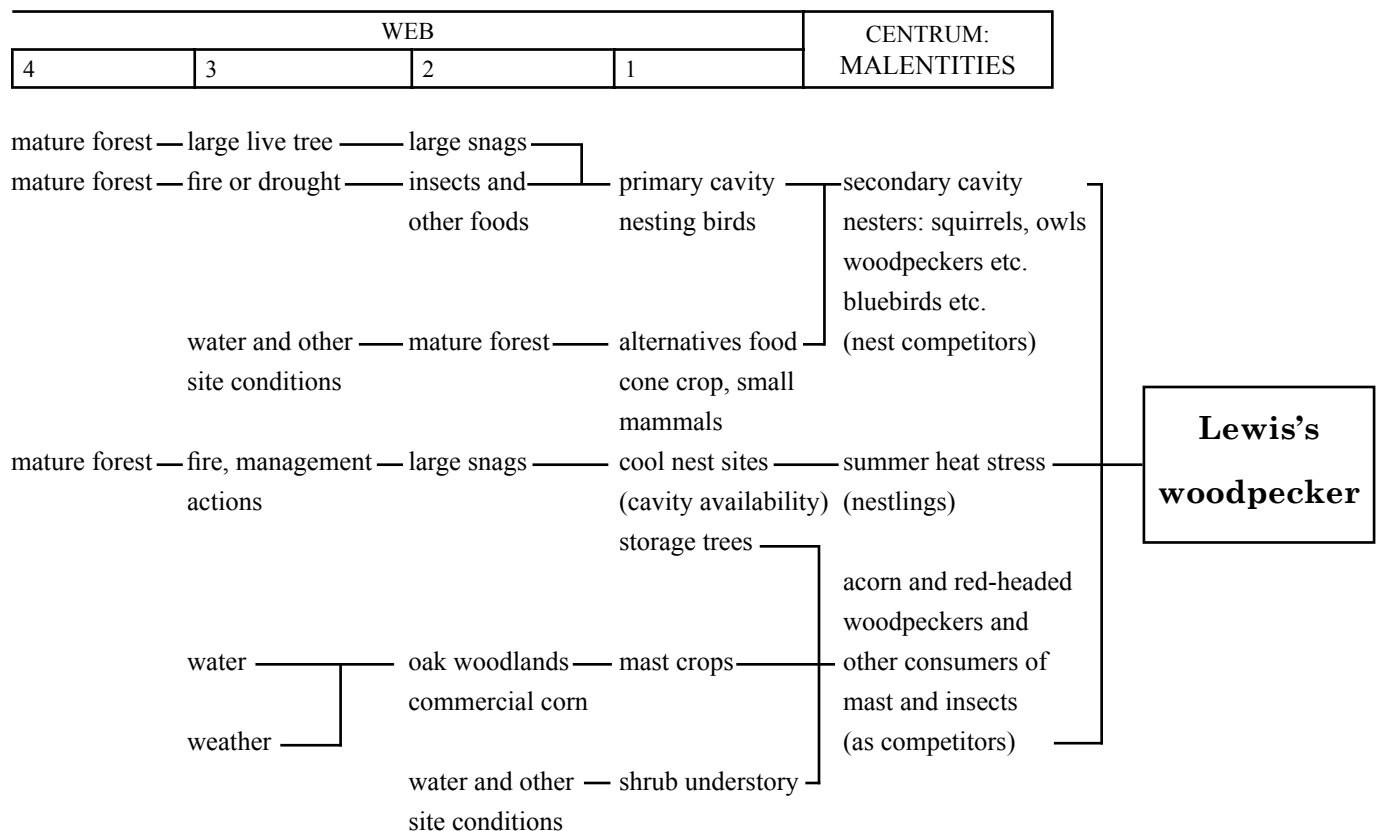 WEB
CENTRUM:
MALENTITIES
4 3 2 1
mature forest large live tree large snags
mature forest fire or drought insects and primary cavity secondary cavity
other foods nesting birds nesters: squirrels, owls
woodpeckers etc.
bluebirds etc.
water and other mature forest alternatives food (nest competitors)
site conditions cone crop, small
mammals
mature forest fire, management large snags cool nest sites summer heat stress
actions (cavity availability) (nestlings)
storage trees
acorn and red-headed
woodpeckers and
water oak woodlands mast crops other consumers of
commercial corn mast and insects
weather (as competitors)
water and other shrub understory
site conditions
Lewis's
woodpecker